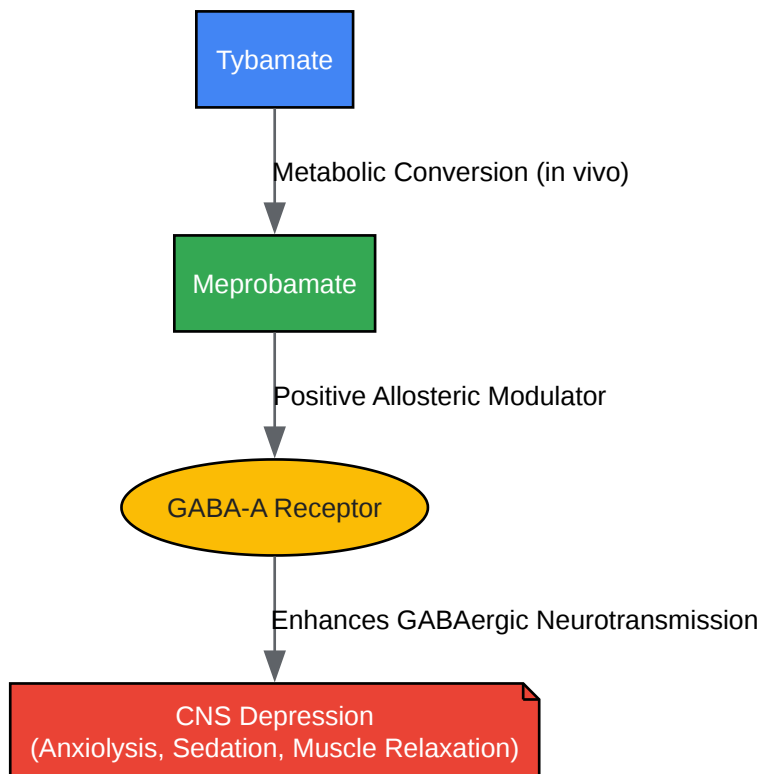 Tybamate
Metabolic Conversion (in vivo)
Meprobamate
Positive Allosteric Modulator
GABA-A Receptor
Enhances GABAergic Neurotransmission
CNS Depression
(Anxiolysis, Sedation, Muscle Relaxation)